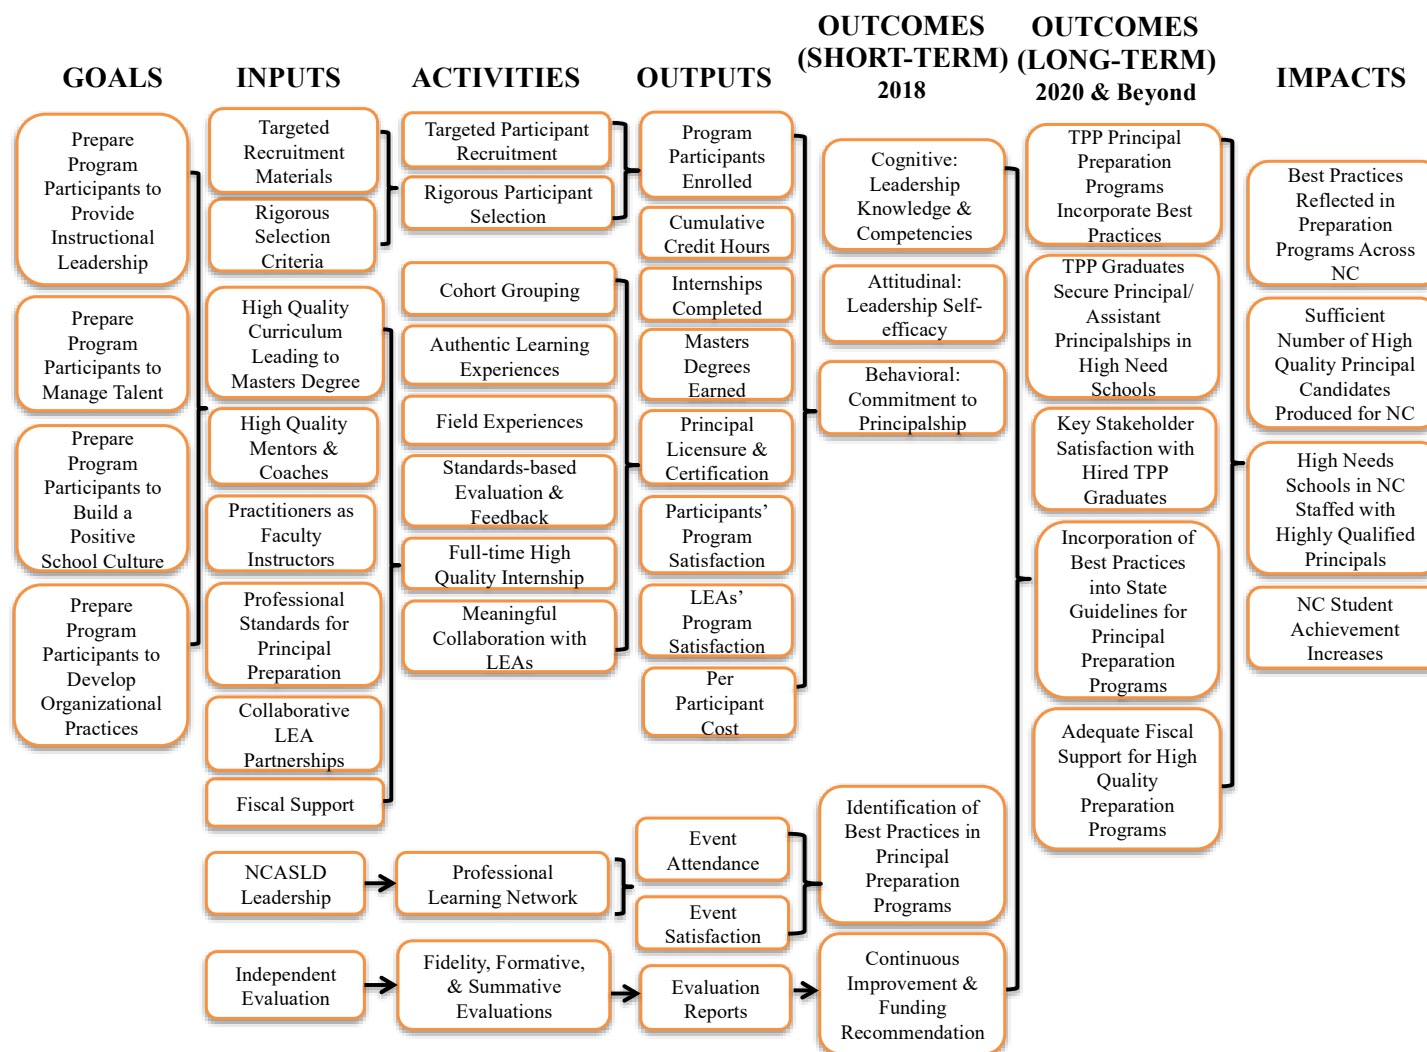 GOALS
Prepare
Program
Participants to
Provide
Instructional
Leadership
Prepare
Program
Participants to
Manage Talent
Prepare
Program
Participants to
Build a
Positive
School Culture
Prepare
Program
Participants to
Develop
Organizational
Practices
INPUTS
Targeted
Recruitment
Materials
Rigorous
Selection
Criteria
High Quality
Curriculum
Leading to
Masters Degree
High Quality
Mentors &
Coaches
Practitioners as
Faculty
Instructors
Professional
Standards for
Principal
Preparation
Collaborative
LEA
Partnerships
Fiscal Support
NCASLD
Leadership
Independent
Evaluation
ACTIVITIES
Targeted Participant
Recruitment
Rigorous Participant
Selection
Cohort Grouping
Authentic Learning
Experiences
Field Experiences
Standards-based
Evaluation &
Feedback
Full-time High
Quality Internship
Meaningful
Collaboration with
LEAs
Professional
Learning Network
Fidelity, Formative,
& Summative
Evaluations
OUTPUTS
Program
Participants
Enrolled
Cumulative
Credit Hours
Internships
Completed
Masters
Degrees
Earned
Principal
Licensure &
Certification
Participants’
Program
Satisfaction
LEAs’
Program
Satisfaction
Per
Participant
Cost
Event
Attendance
Event
Satisfaction
Evaluation
Reports
OUTCOMES
(SHORT-TERM)
2018
Cognitive:
Leadership
Knowledge &
Competencies
Attitudinal:
Leadership Self-
efficacy
Behavioral:
Commitment to
Principalship
Identification of
Best Practices in
Principal
Preparation
Programs
Continuous
Improvement &
Funding
Recommendation
OUTCOMES
(LONG-TERM)
2020 & Beyond
TPP Principal
Preparation
Programs
Incorporate Best
Practices
TPP Graduates
Secure Principal/
Assistant
Principalships in
High Need
Schools
Key Stakeholder
Satisfaction with
Hired TPP
Graduates
Incorporation of
Best Practices
into State
Guidelines for
Principal
Preparation
Programs
Adequate Fiscal
Support for High
Quality
Preparation
Programs
IMPACTS
Best Practices
Reflected in
Preparation
Programs Across
NC
Sufficient
Number of High
Quality Principal
Candidates
Produced for NC
High Needs
Schools in NC
Staffed with
Highly Qualified
Principals
NC Student
Achievement
Increases